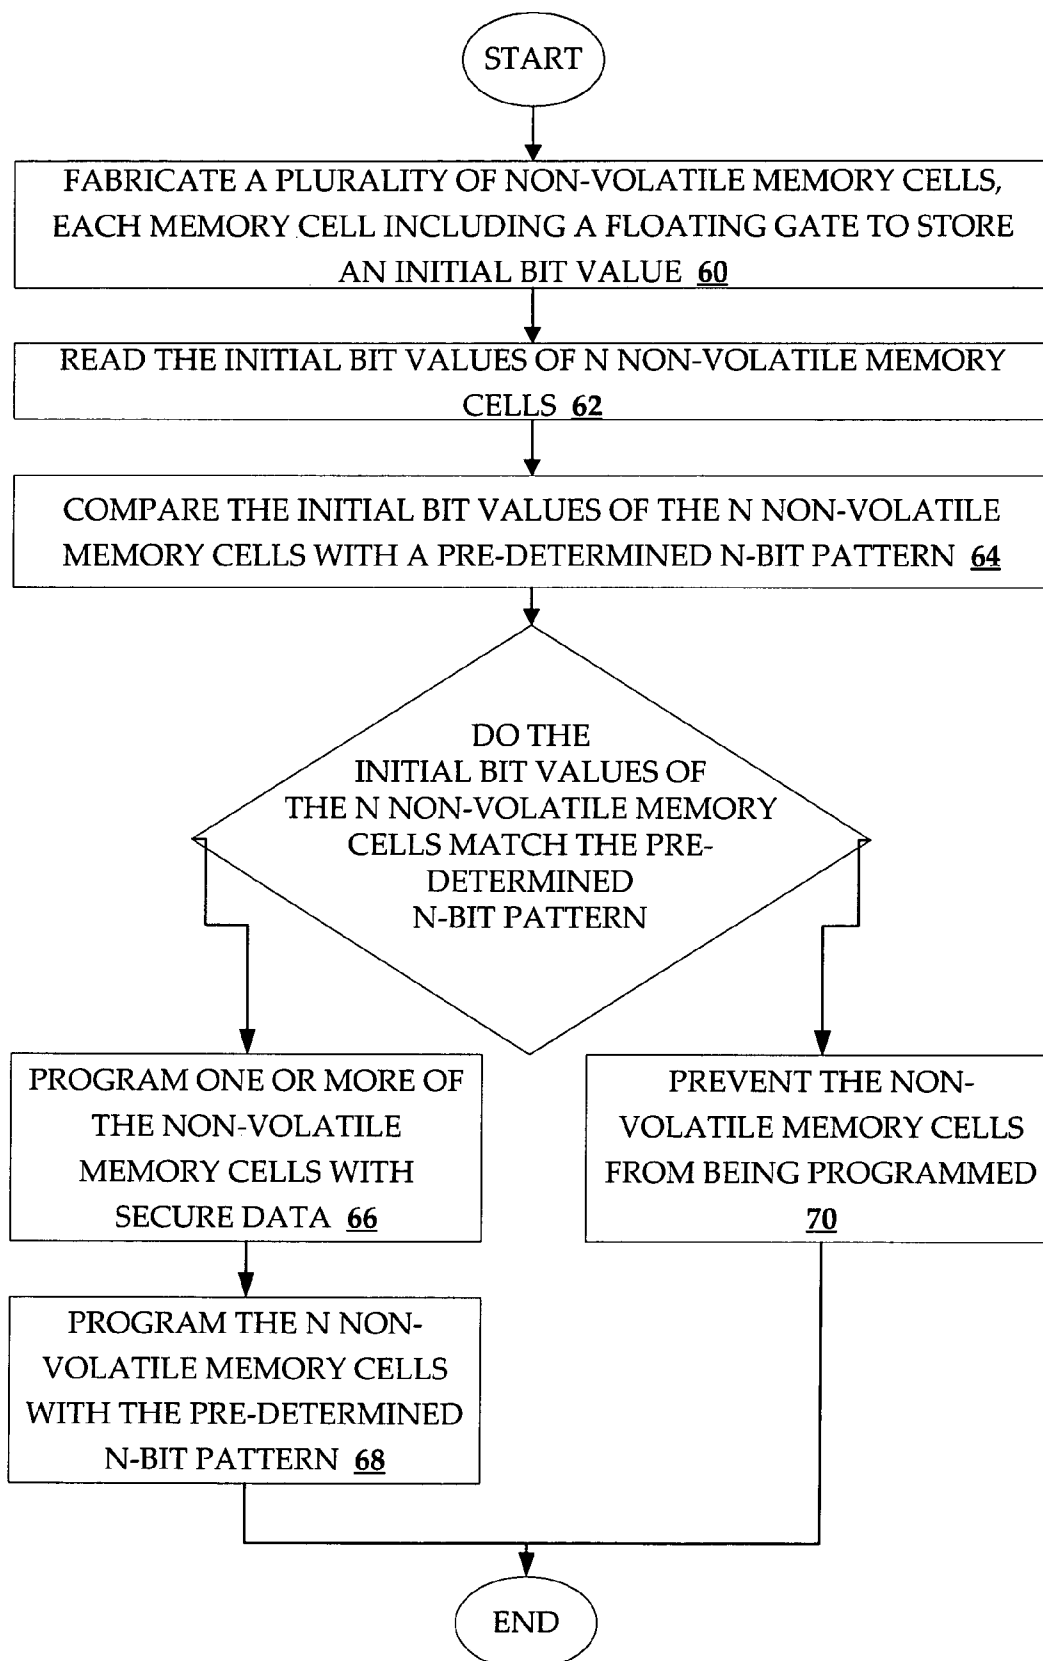 START
FABRICATE A PLURALITY OF NON-VOLATILE MEMORY CELLS,
EACH MEMORY CELL INCLUDING A FLOATING GATE TO STORE
AN INITIAL BIT VALUE 60
READ THE INITIAL BIT VALUES OF N NON-VOLATILE MEMORY
CELLS 62
COMPARE THE INITIAL BIT VALUES OF THE N NON-VOLATILE
MEMORY CELLS WITH A PRE-DETERMINED N-BIT PATTERN 64
DO THE
INITIAL BIT VALUES OF
THE N NON-VOLATILE MEMORY
CELLS MATCH THE PRE-
DETERMINED
N-BIT PATTERN
PROGRAM ONE OR MORE OF
THE NON-VOLATILE
MEMORY CELLS WITH
SECURE DATA 66
PREVENT THE NON-
VOLATILE MEMORY CELLS
FROM BEING PROGRAMMED
70
PROGRAM THE N NON-
VOLATILE MEMORY CELLS
WITH THE PRE-DETERMINED
N-BIT PATTERN 68
END